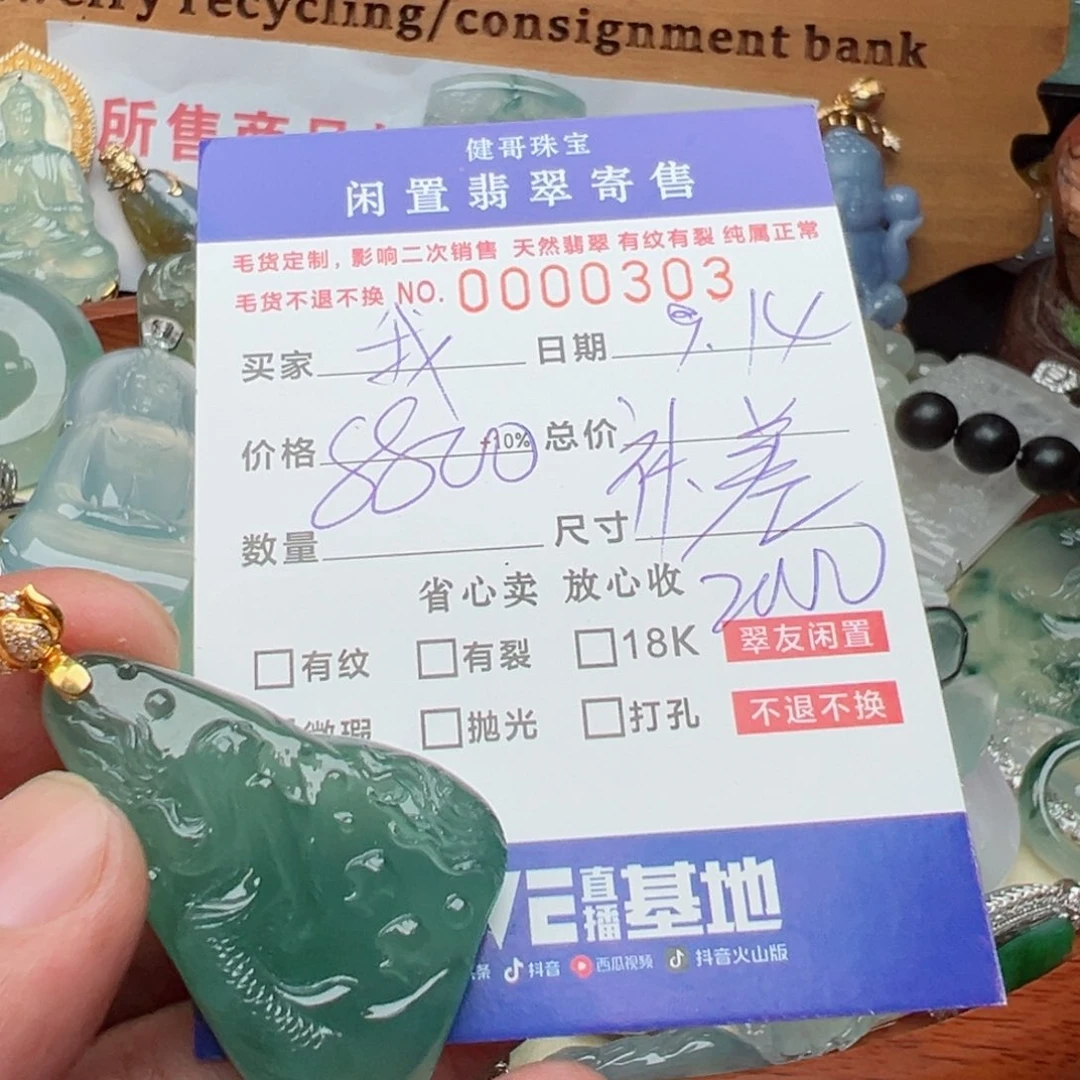 recycling/consignment bank
所售商品
健哥珠宝
闲置翡翠寄售
毛货定制，影响二次销售 天然翡翠 有纹有裂 纯属正常
毛货不退不换 NO. 0000303
买家 我 日期 9.14
价格 8800 +10% 总价 补差
数量 尺寸 2000
省心卖 放心收
有纹 有裂 18K 翠友闲置
微瑕 抛光 打孔 不退不换
直播基地
抖音 西瓜视频 抖音火山版